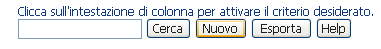 Clicca sull'intestazione di colonna per attivare il criterio desiderato.
Cerca Nuovo Esporta Help